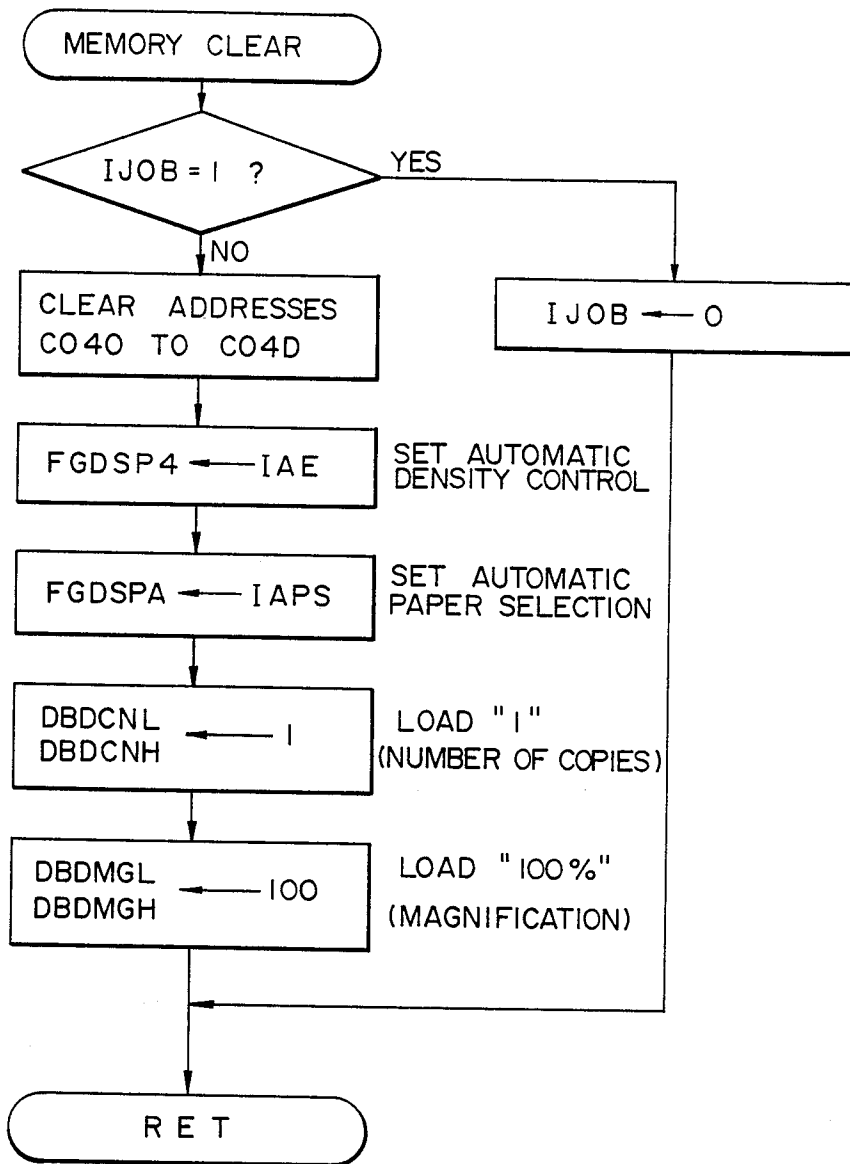 MEMORY CLEAR
IJOB = 1 ?
YES
NO
CLEAR ADDRESSES
C040 TO C04D
IJOB ← 0
FGDSP4 ← IAE
SET AUTOMATIC
DENSITY CONTROL
FGDSPA ← IAPS
SET AUTOMATIC
PAPER SELECTION
DBDCNL
DBDCNH ← 1
LOAD "1"
(NUMBER OF COPIES)
DBDMGL
DBDMGH ← 100
LOAD "100%"
(MAGNIFICATION)
RET